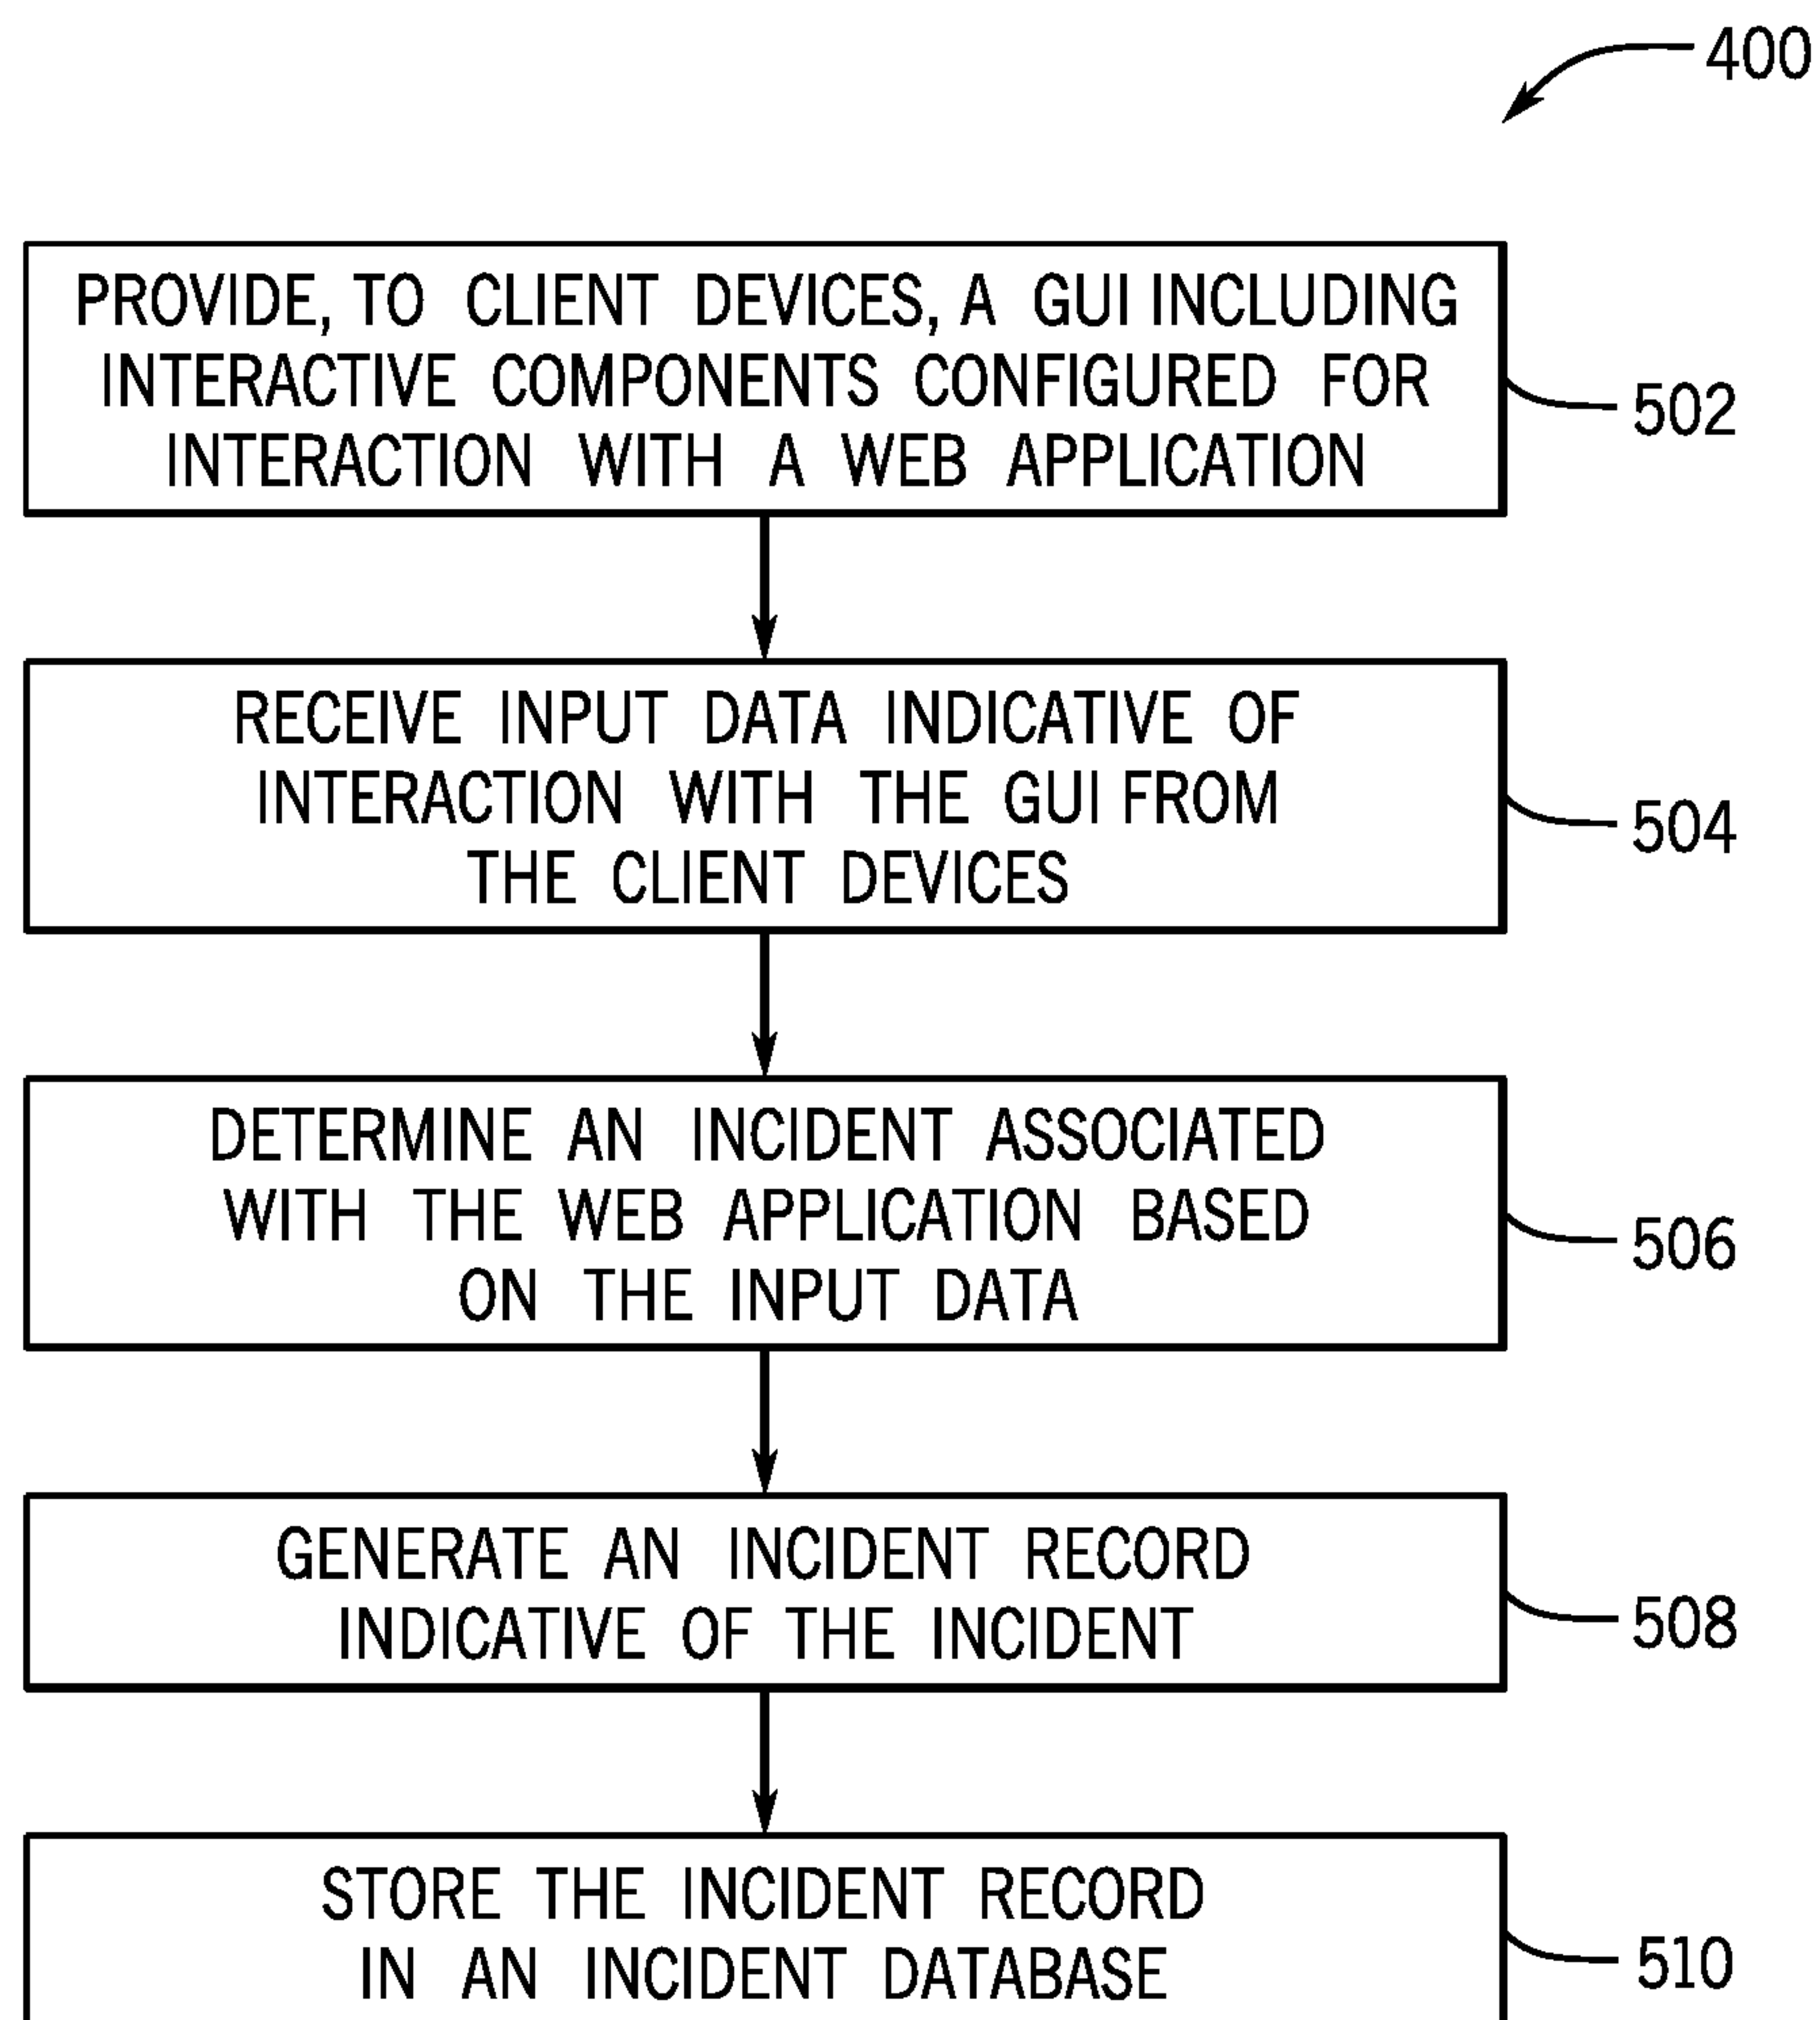 400
PROVIDE, TO CLIENT DEVICES, A GUI INCLUDING
INTERACTIVE COMPONENTS CONFIGURED FOR
INTERACTION WITH A WEB APPLICATION
502
RECEIVE INPUT DATA INDICATIVE OF
INTERACTION WITH THE GUI FROM
THE CLIENT DEVICES
504
DETERMINE AN INCIDENT ASSOCIATED
WITH THE WEB APPLICATION BASED
ON THE INPUT DATA
506
GENERATE AN INCIDENT RECORD
INDICATIVE OF THE INCIDENT
508
STORE THE INCIDENT RECORD
IN AN INCIDENT DATABASE
510